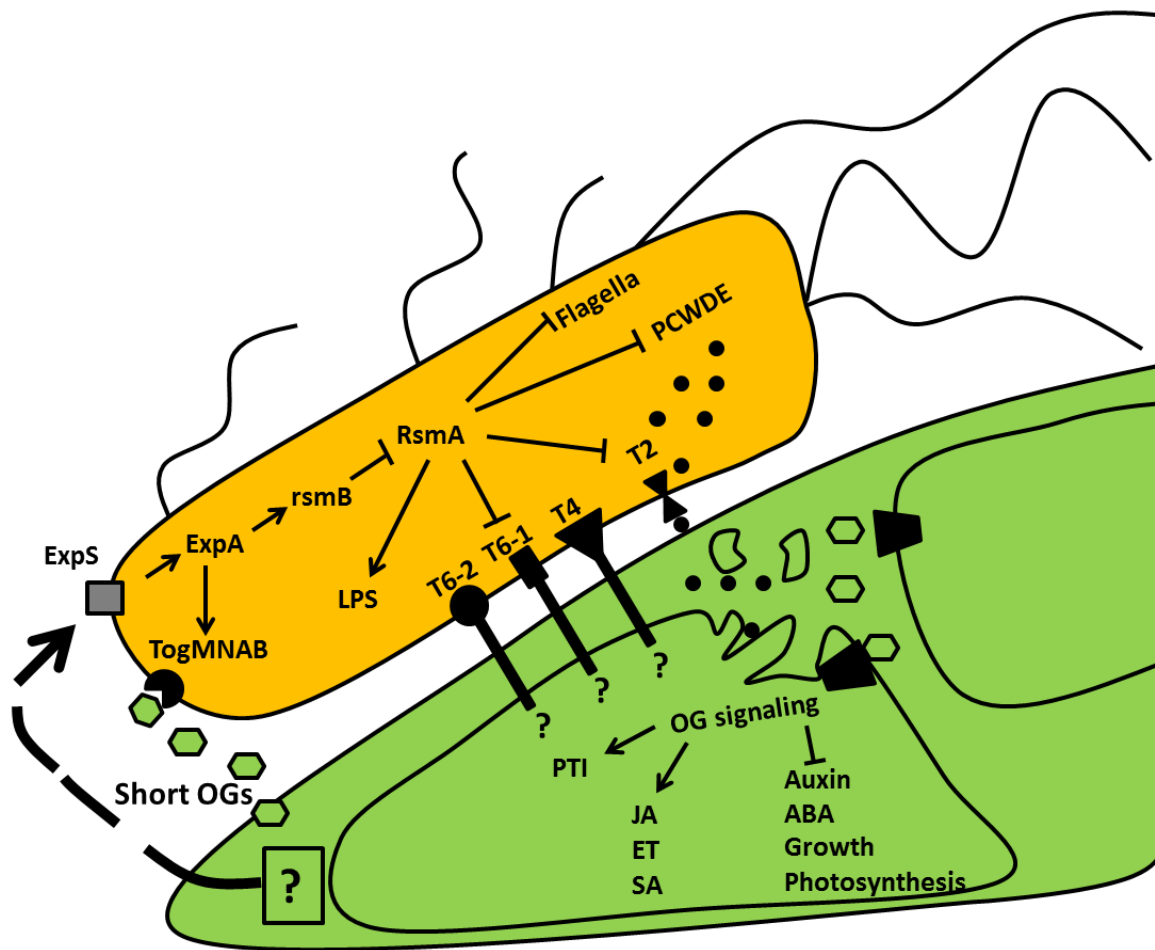 Flagella
PCWDE
RsmA
T2
rsmB
T4
ExpA
T6-1
ExpS
T6-2
LPS
TogMNAB
?
?
?
OG signaling
PTI
Auxin
Short OGs
JA
ABA
ET
Growth
?
SA
Photosynthesis